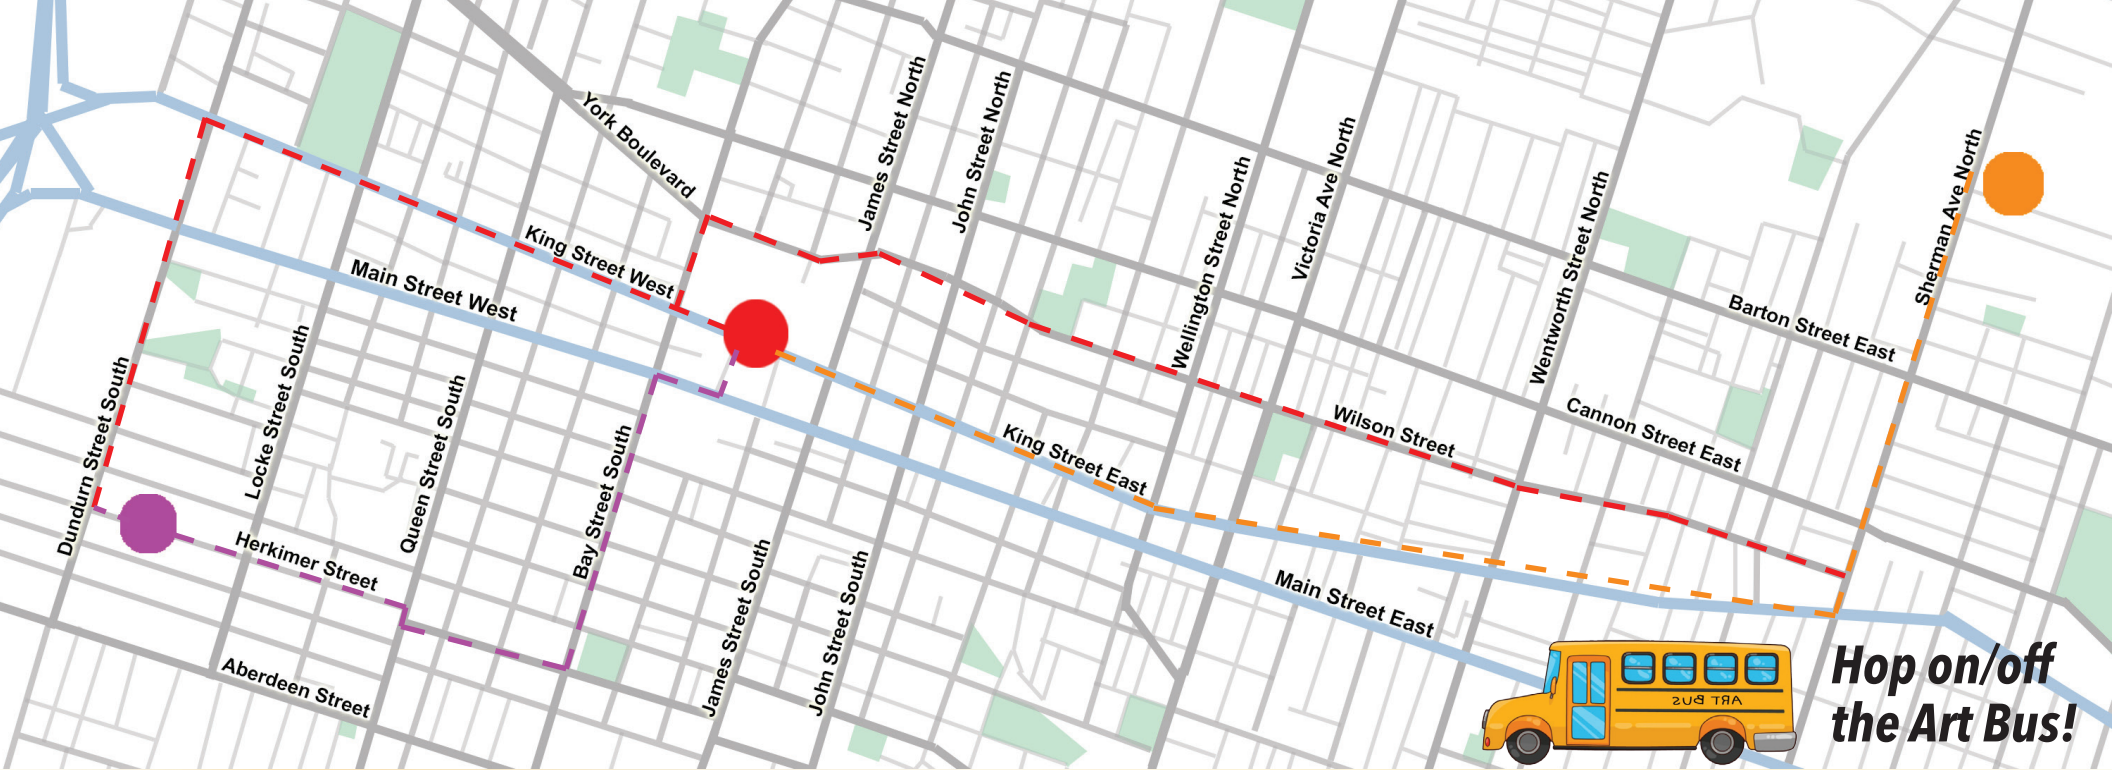 York Boulevard
James Street North
John Street North
Wellington Street North
Victoria Ave North
Wentworth Street North
Sherman Ave North
King Street West
Main Street West
Barton Street East
Dundurn Street South
Locke Street South
Queen Street South
Bay Street South
King Street East
Wilson Street
Cannon Street East
Herkimer Street
James Street South
John Street South
Main Street East
Aberdeen Street
ART BUS
Hop on/off
the Art Bus!